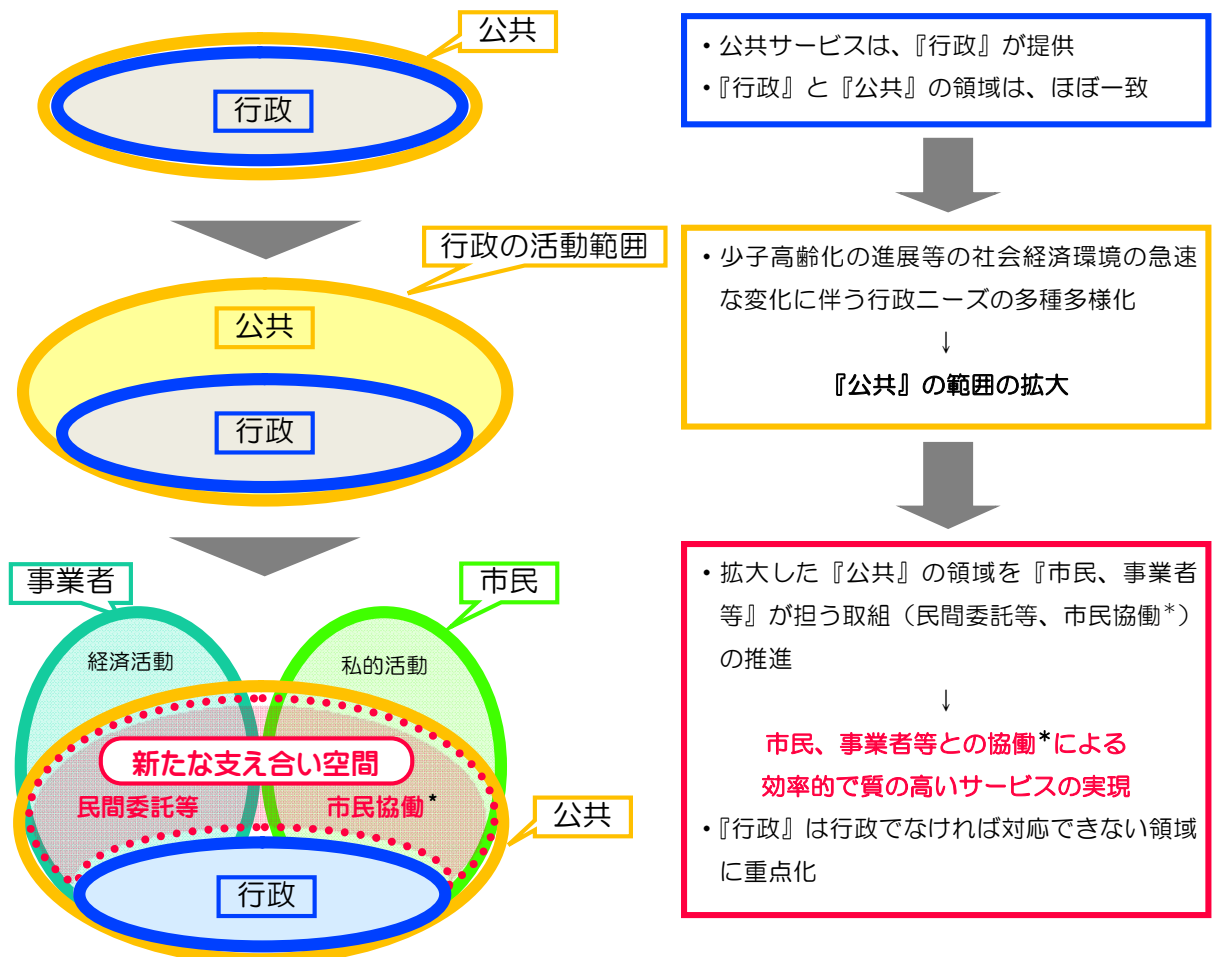 公共
行政
・公共サービスは、『行政』が提供
・『行政』と『公共』の領域は、ほぼ一致
行政の活動範囲
公共
行政
・少子高齢化の進展等の社会経済環境の急速
な変化に伴う行政ニーズの多種多様化
↓
『公共』の範囲の拡大
事業者
市民
経済活動
私的活動
新たな支え合い空間
民間委託等
市民協働*
公共
行政
・拡大した『公共』の領域を『市民、事業者
等』が担う取組（民間委託等、市民協働*）
の推進
↓
市民、事業者等との協働*による
効率的で質の高いサービスの実現
・『行政』は行政でなければ対応できない領域
に重点化